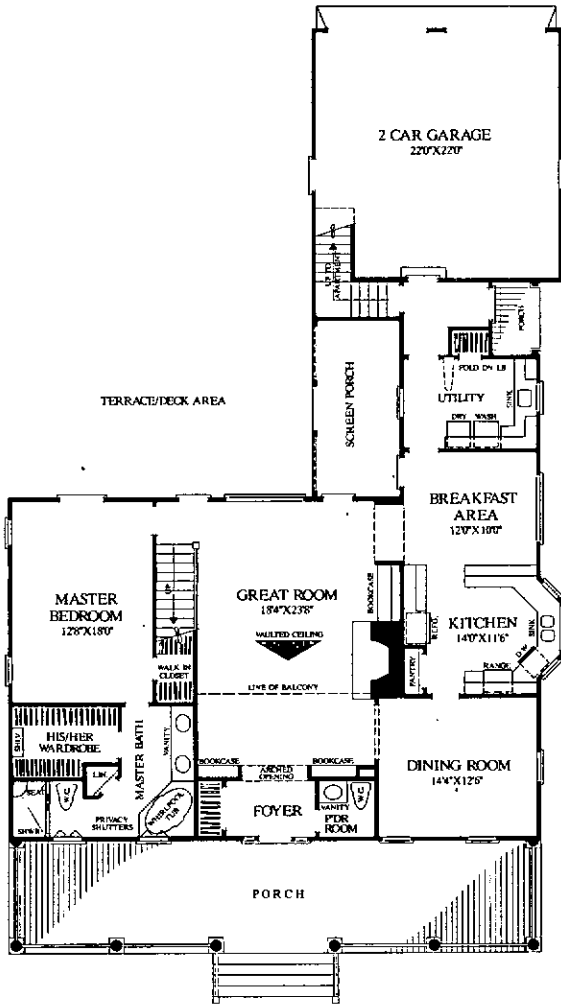 2 CAR GARAGE
22'0"X22'0"
UP TO
APARTMENT
PORCH
SCREEN PORCH
FOLD DN I.B
UTILITY
SINK
DRY WASH
TERRACE/DECK AREA
BREAKFAST
AREA
12'0"X10'0"
MASTER
BEDROOM
12'8"X18'0"
UP
GREAT ROOM
18'4"X23'8"
VAULTED CEILING
BOOKCASE
REFG.
KITCHEN
14'0"X11'6"
SINK
D.W.
RANGE
PANTRY
WALK IN
CLOSET
LINE OF BALCONY
SHLV
HIS/HER
WARDROBE
MASTER BATH
VANITY
LIN.
BOOKCASE
ARCHED
OPENING
BOOKCASE
DINING ROOM
14'4"X12'6"
SEAT
SHWR
W.C.
PRIVACY
SHUTTERS
WHIRLPOOL
TUB
FOYER
VANITY
W.C.
P'DR
ROOM
PORCH